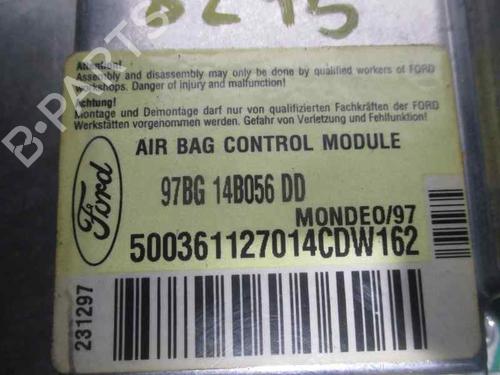 BC15
Attention!
Assembly and disassembly may only be done by qualified workers of FORD
workshops. Danger of injury and malfunction!
Achtung!
Montage und Demontage darf nur von qualifizierten Fachkräften der FORD
Werkstätten vorgenommen werden. Gefahr von Verletzung und Fehlfunktion!
Ford
AIR BAG CONTROL MODULE
97BG 14B056 DD
MONDEO/97
500361127014CDW162
231297
B-PARTS